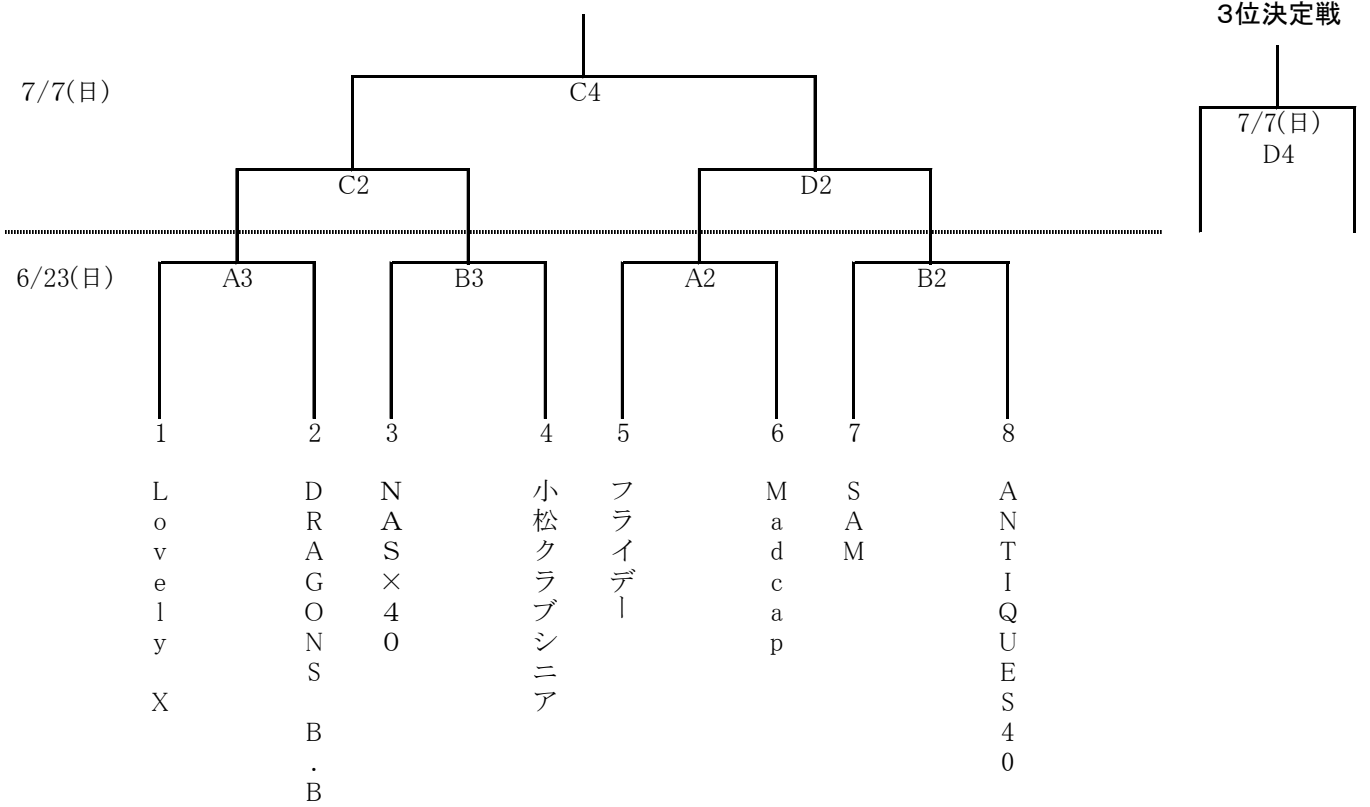 3位決定戦
7/7(日)
C4
7/7(日)
D4
C2
D2
6/23(日)
A3
B3
A2
B2
1
2
3
4
5
6
7
8
Lovely X
DRAGONS B.B
NAS×40
小松クラブシニア
フライデー
Madcap
SAM
ANTIQUES40